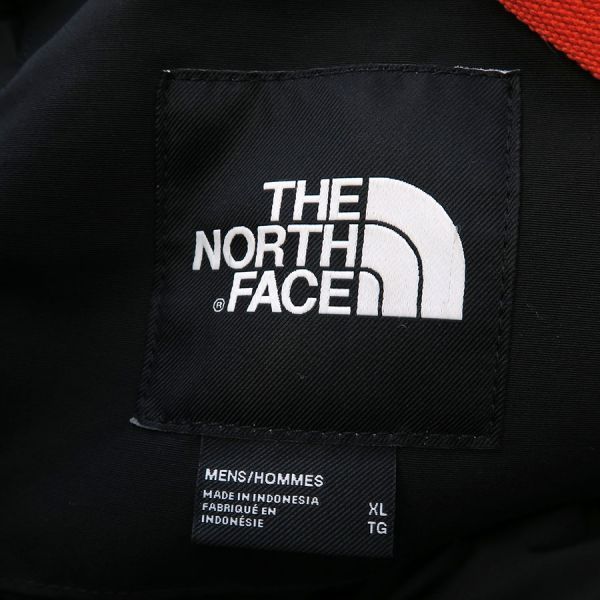 THE
NORTH
® FACE
MENS/HOMMES
MADE IN INDONESIA XL
FABRIQUÉ EN TG
INDONÉSIE